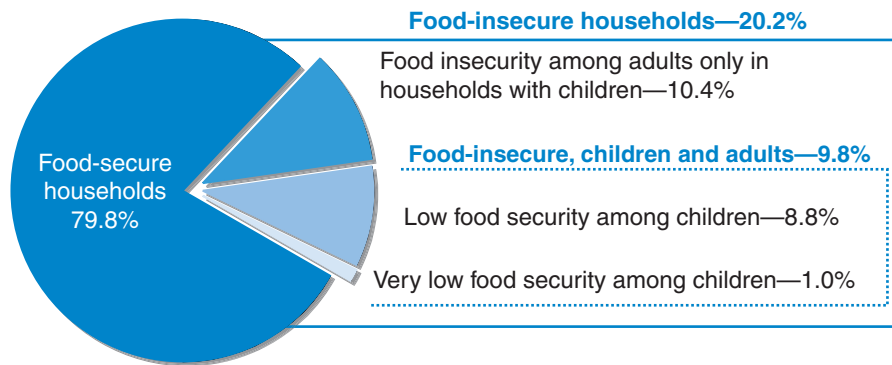 Food-insecure households—20.2%
Food insecurity among adults only in
households with children—10.4%
Food-insecure, children and adults—9.8%
Food-secure
households
79.8%
Low food security among children—8.8%
Very low food security among children—1.0%